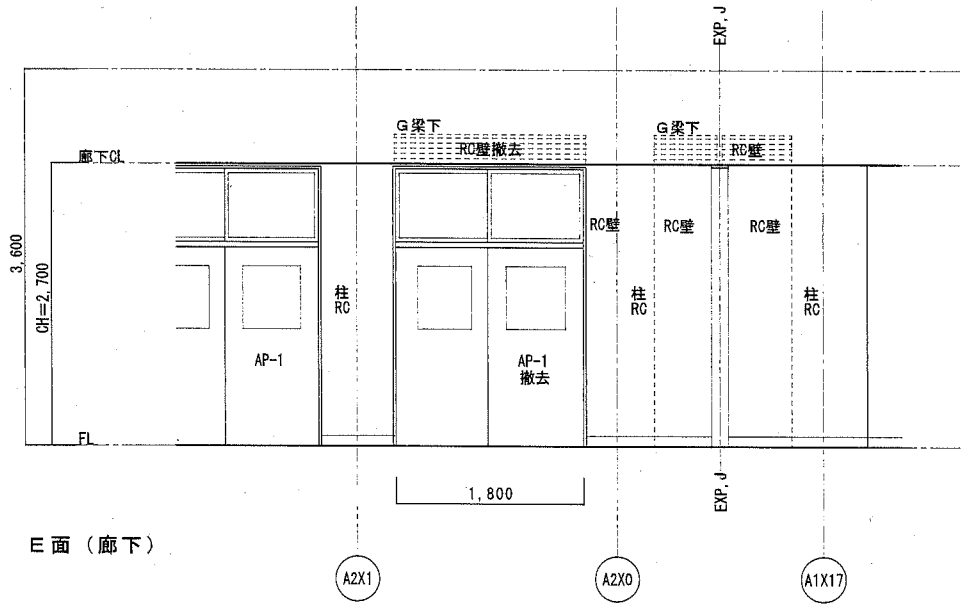 EXP,J
G梁下
RC壁撤去
G梁下
RC壁
廊下CL
3,600
CH=2,700
RC壁
RC壁
RC壁
柱
RC
柱
RC
柱
RC
AP-1
AP-1
撤去
FL
1,800
EXP,J
E面（廊下）
A2X1
A2X0
A1X17